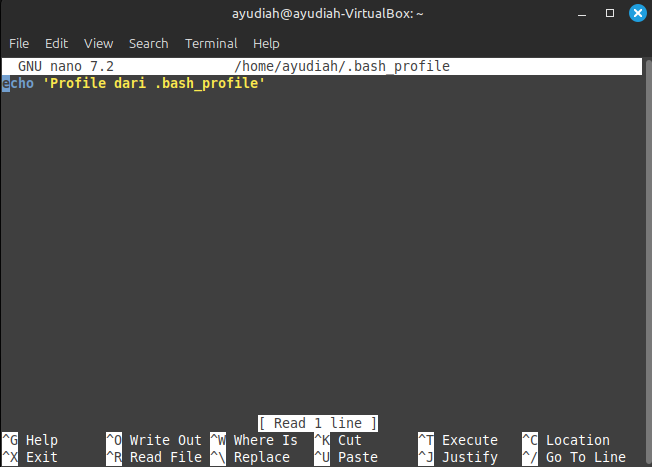 ayudiah@ayudiah-VirtualBox: ~
File Edit View Search Terminal Help
GNU nano 7.2 /home/ayudiah/.bash_profile
echo 'Profile dari .bash_profile'
[ Read 1 line ]
^G Help ^O Write Out ^W Where Is ^K Cut ^T Execute ^C Location
^X Exit ^R Read File ^\ Replace ^U Paste ^J Justify ^/ Go To Line